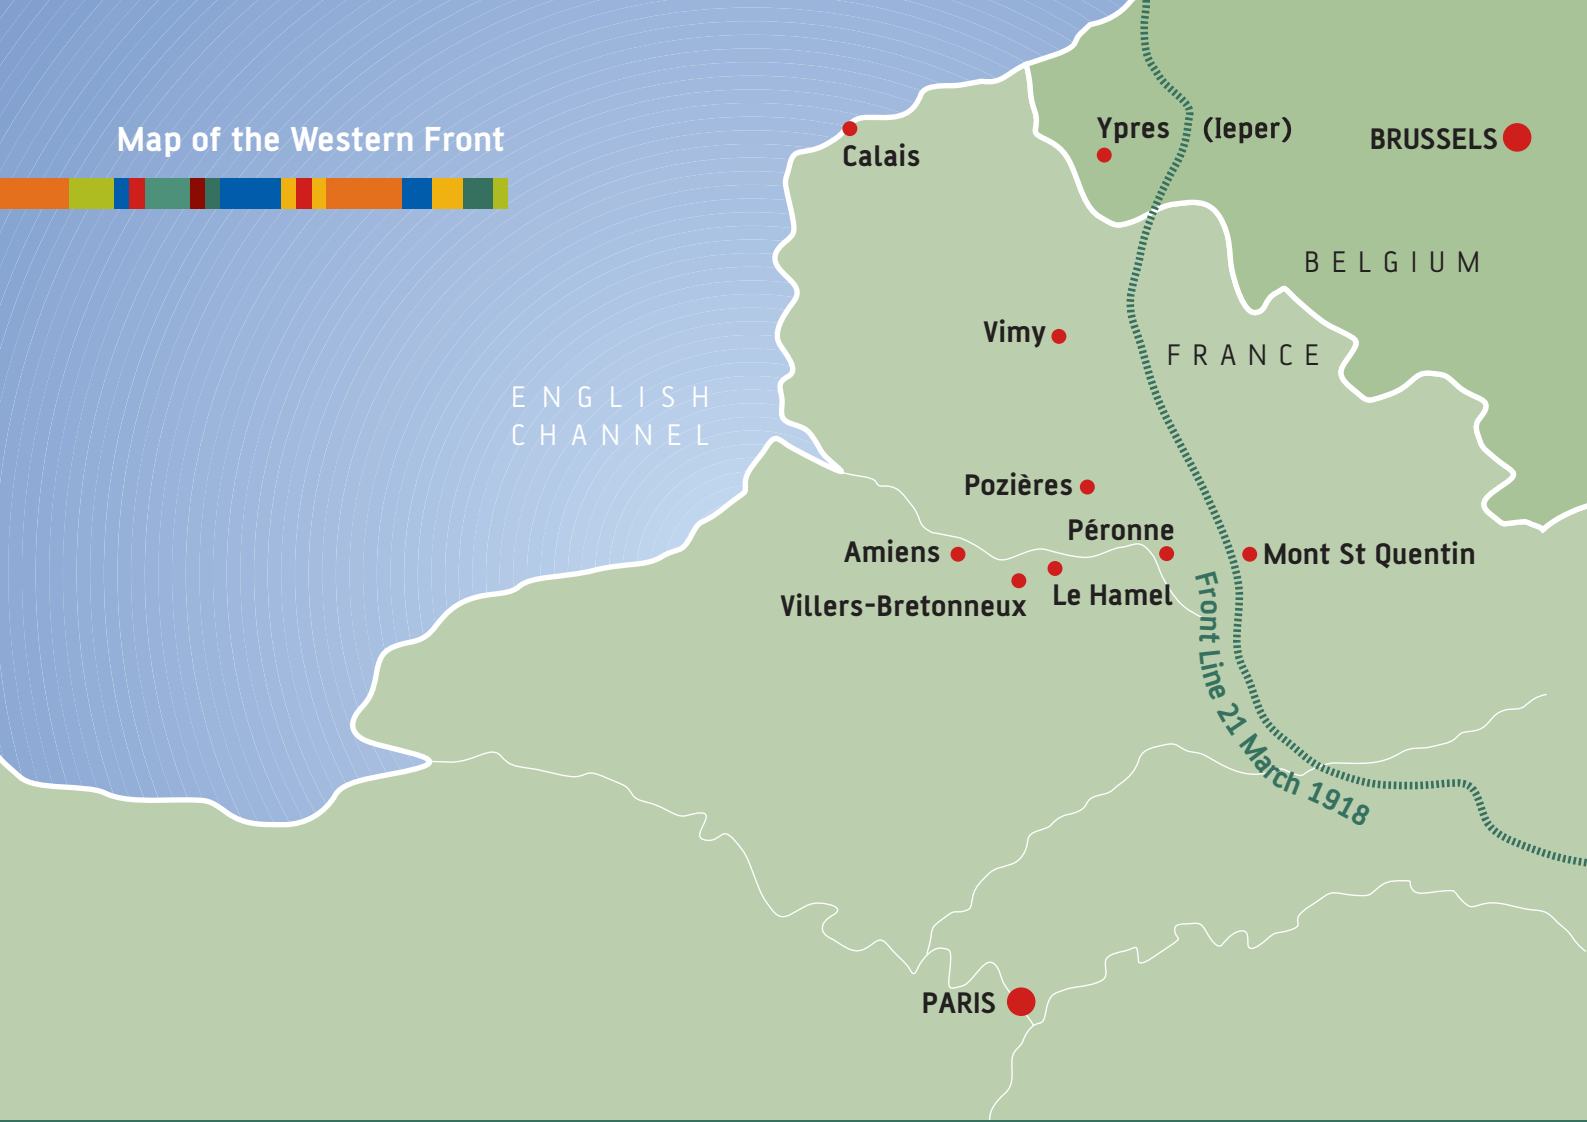 Map of the Western Front
Calais
Ypres (Ieper)
BRUSSELS
BELGIUM
Vimy
FRANCE
ENGLISH
CHANNEL
Pozières
Péronne
Amiens
Mont St Quentin
Villers-Bretonneux
Le Hamel
Front Line 21 March 1918
PARIS